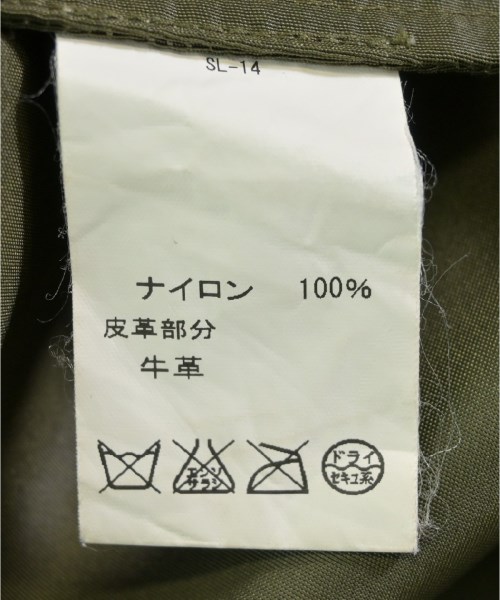 SL-14
ナイロン 100%
皮革部分
牛革
エンソ
サラシ
ドライ
セキユ系